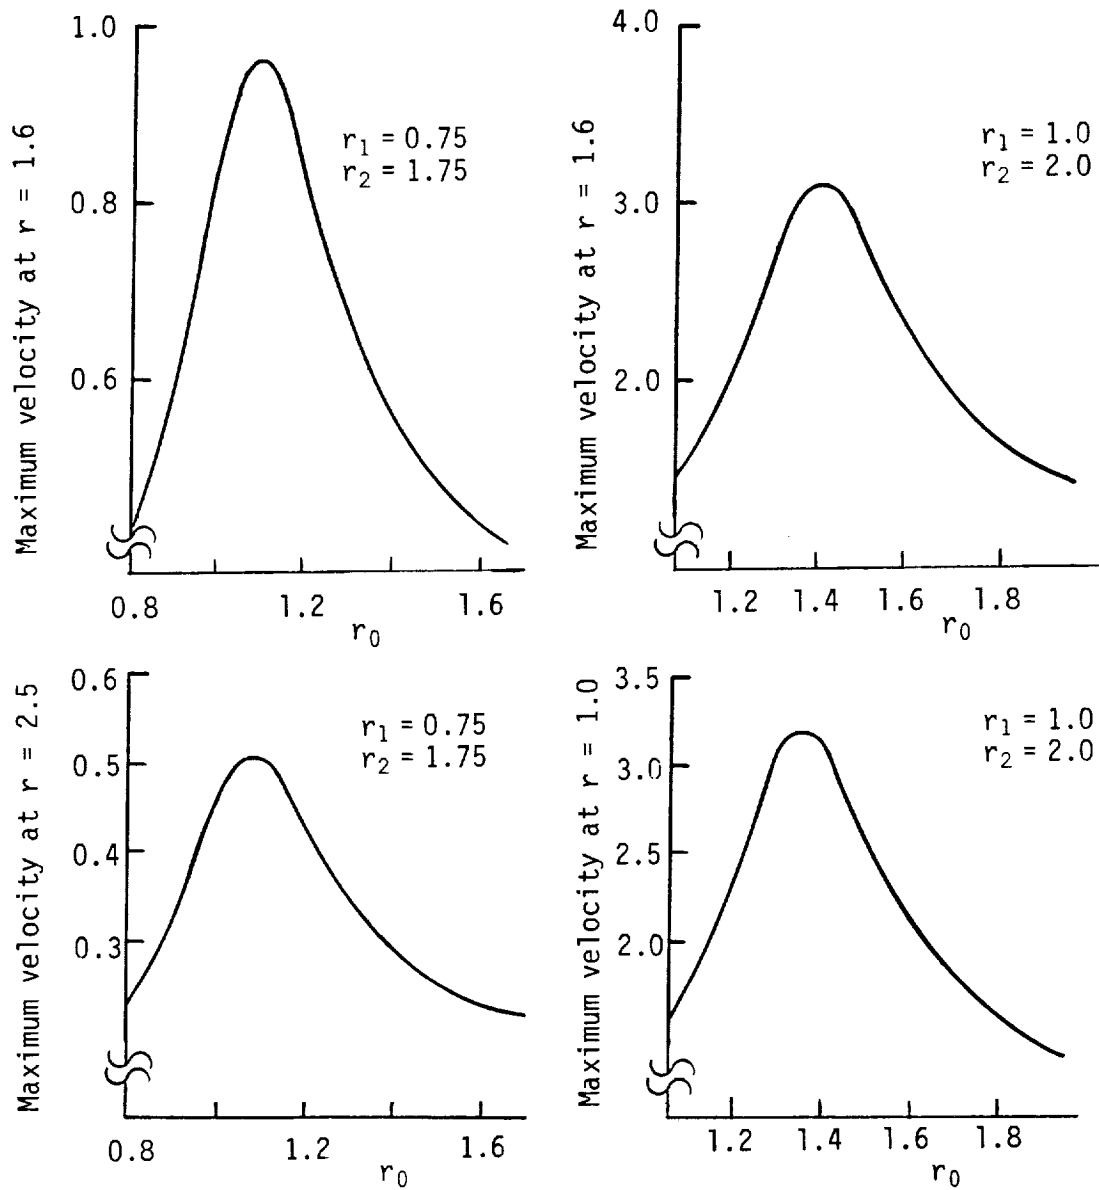 Maximum velocity at r = 1.6
1.0
0.8
0.6
r1 = 0.75
r2 = 1.75
0.8
1.2
1.6
r0
Maximum velocity at r = 1.6
4.0
3.0
2.0
r1 = 1.0
r2 = 2.0
1.2
1.4
1.6
1.8
r0
Maximum velocity at r = 2.5
0.6
0.5
0.4
0.3
r1 = 0.75
r2 = 1.75
0.8
1.2
1.6
r0
Maximum velocity at r = 1.0
3.5
3.0
2.5
2.0
r1 = 1.0
r2 = 2.0
1.2
1.4
1.6
1.8
r0